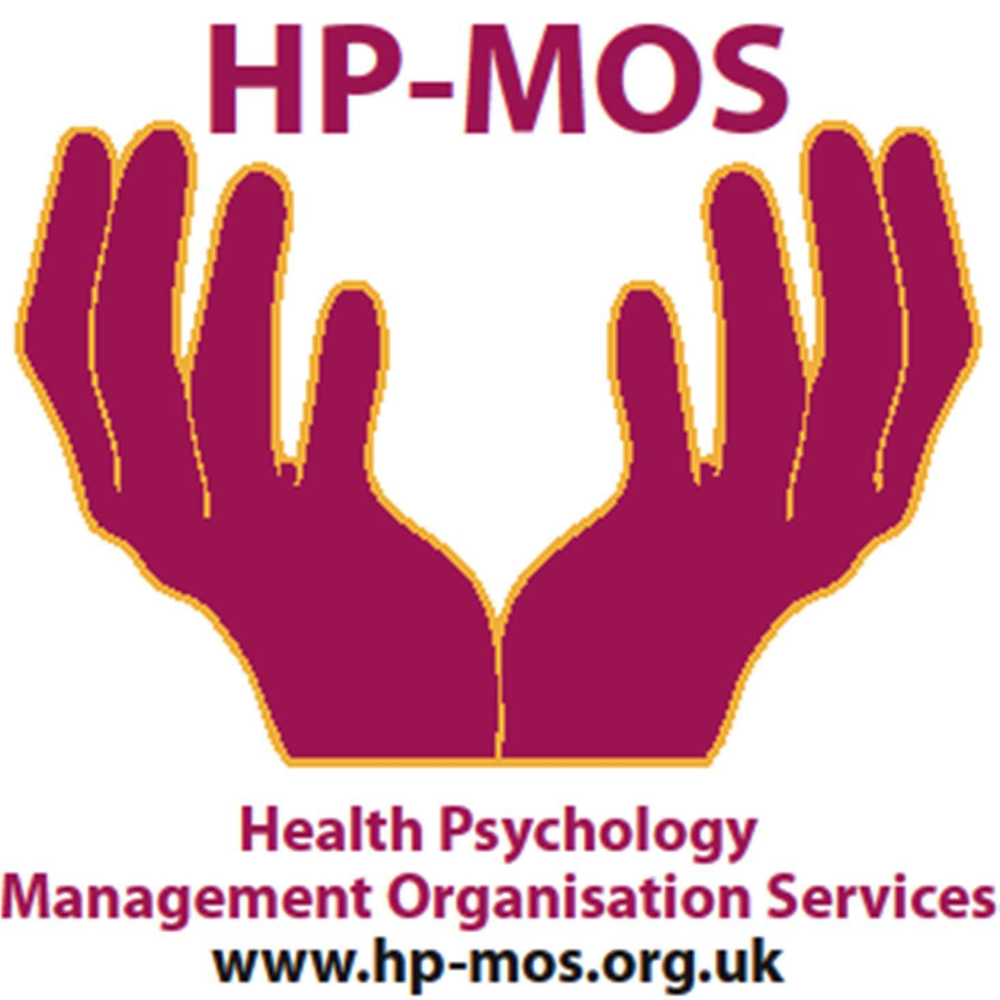 HP-MOS
Health Psychology
Management Organisation Services
www.hp-mos.org.uk